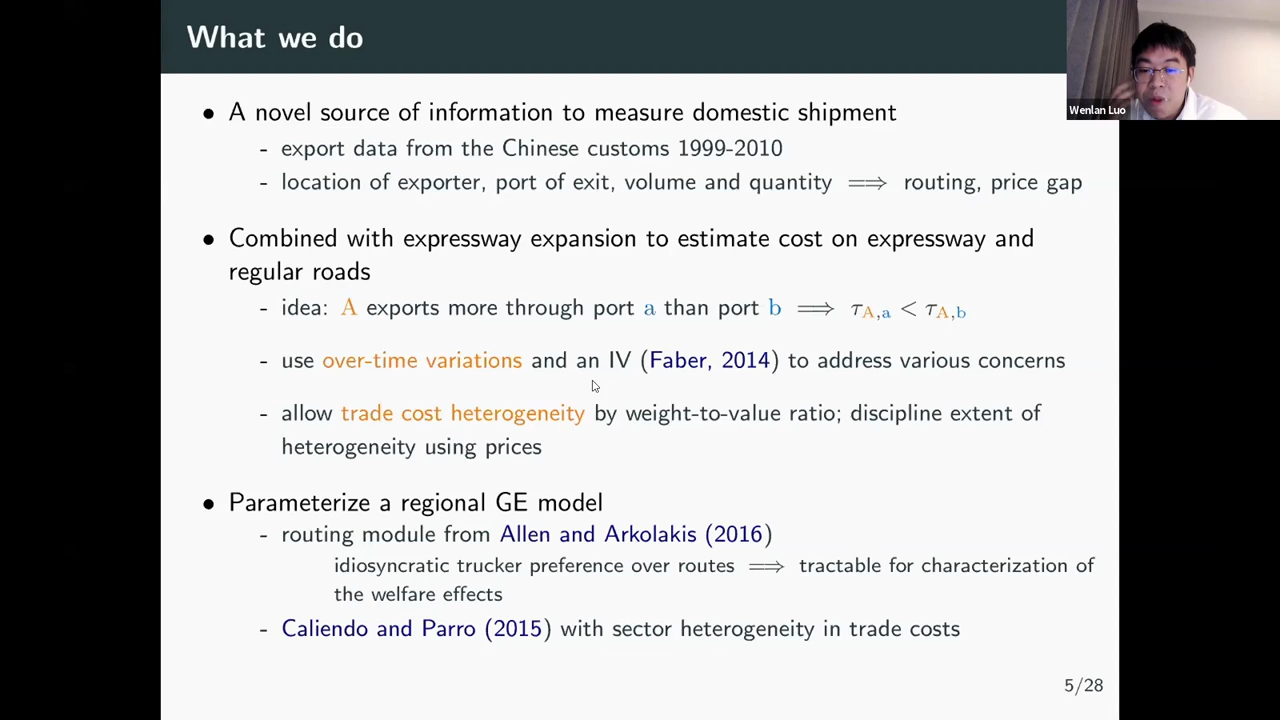 What we do
Wenlan Luo
• A novel source of information to measure domestic shipment
- export data from the Chinese customs 1999-2010
- location of exporter, port of exit, volume and quantity ⟹ routing, price gap
• Combined with expressway expansion to estimate cost on expressway and
regular roads
- idea: A exports more through port a than port b ⟹ τA,a < τA,b
- use over-time variations and an IV (Faber, 2014) to address various concerns
- allow trade cost heterogeneity by weight-to-value ratio; discipline extent of
heterogeneity using prices
• Parameterize a regional GE model
- routing module from Allen and Arkolakis (2016)
idiosyncratic trucker preference over routes ⟹ tractable for characterization of
the welfare effects
- Caliendo and Parro (2015) with sector heterogeneity in trade costs
5/28